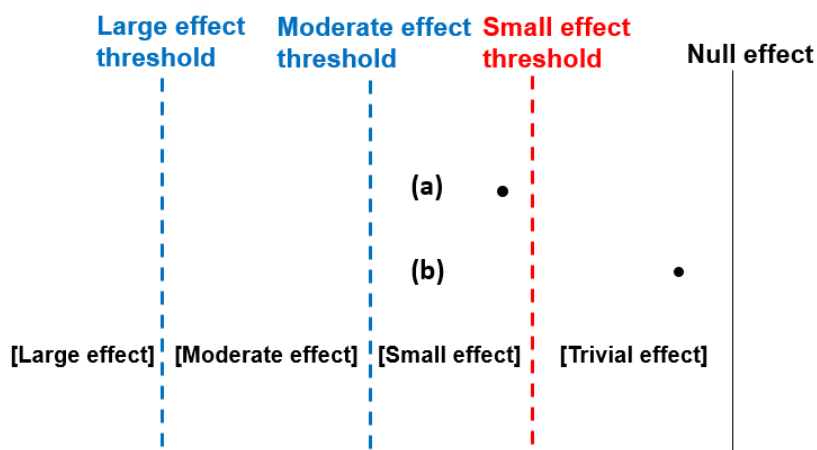 Large effect
threshold
Moderate effect
threshold
Small effect
threshold
Null effect
(a)
(b)
[Large effect]
[Moderate effect]
[Small effect]
[Trivial effect]